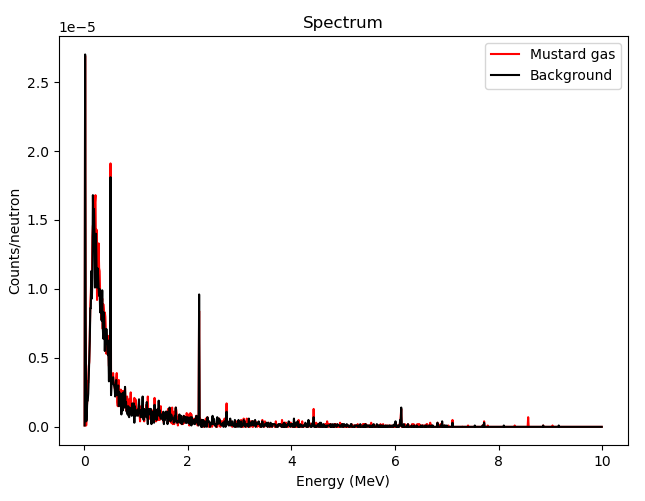 Spectrum
1e−5
Mustard gas
Background
2.5
2.0
1.5
1.0
0.5
0.0
Counts/neutron
0 2 4 6 8 10
Energy (MeV)